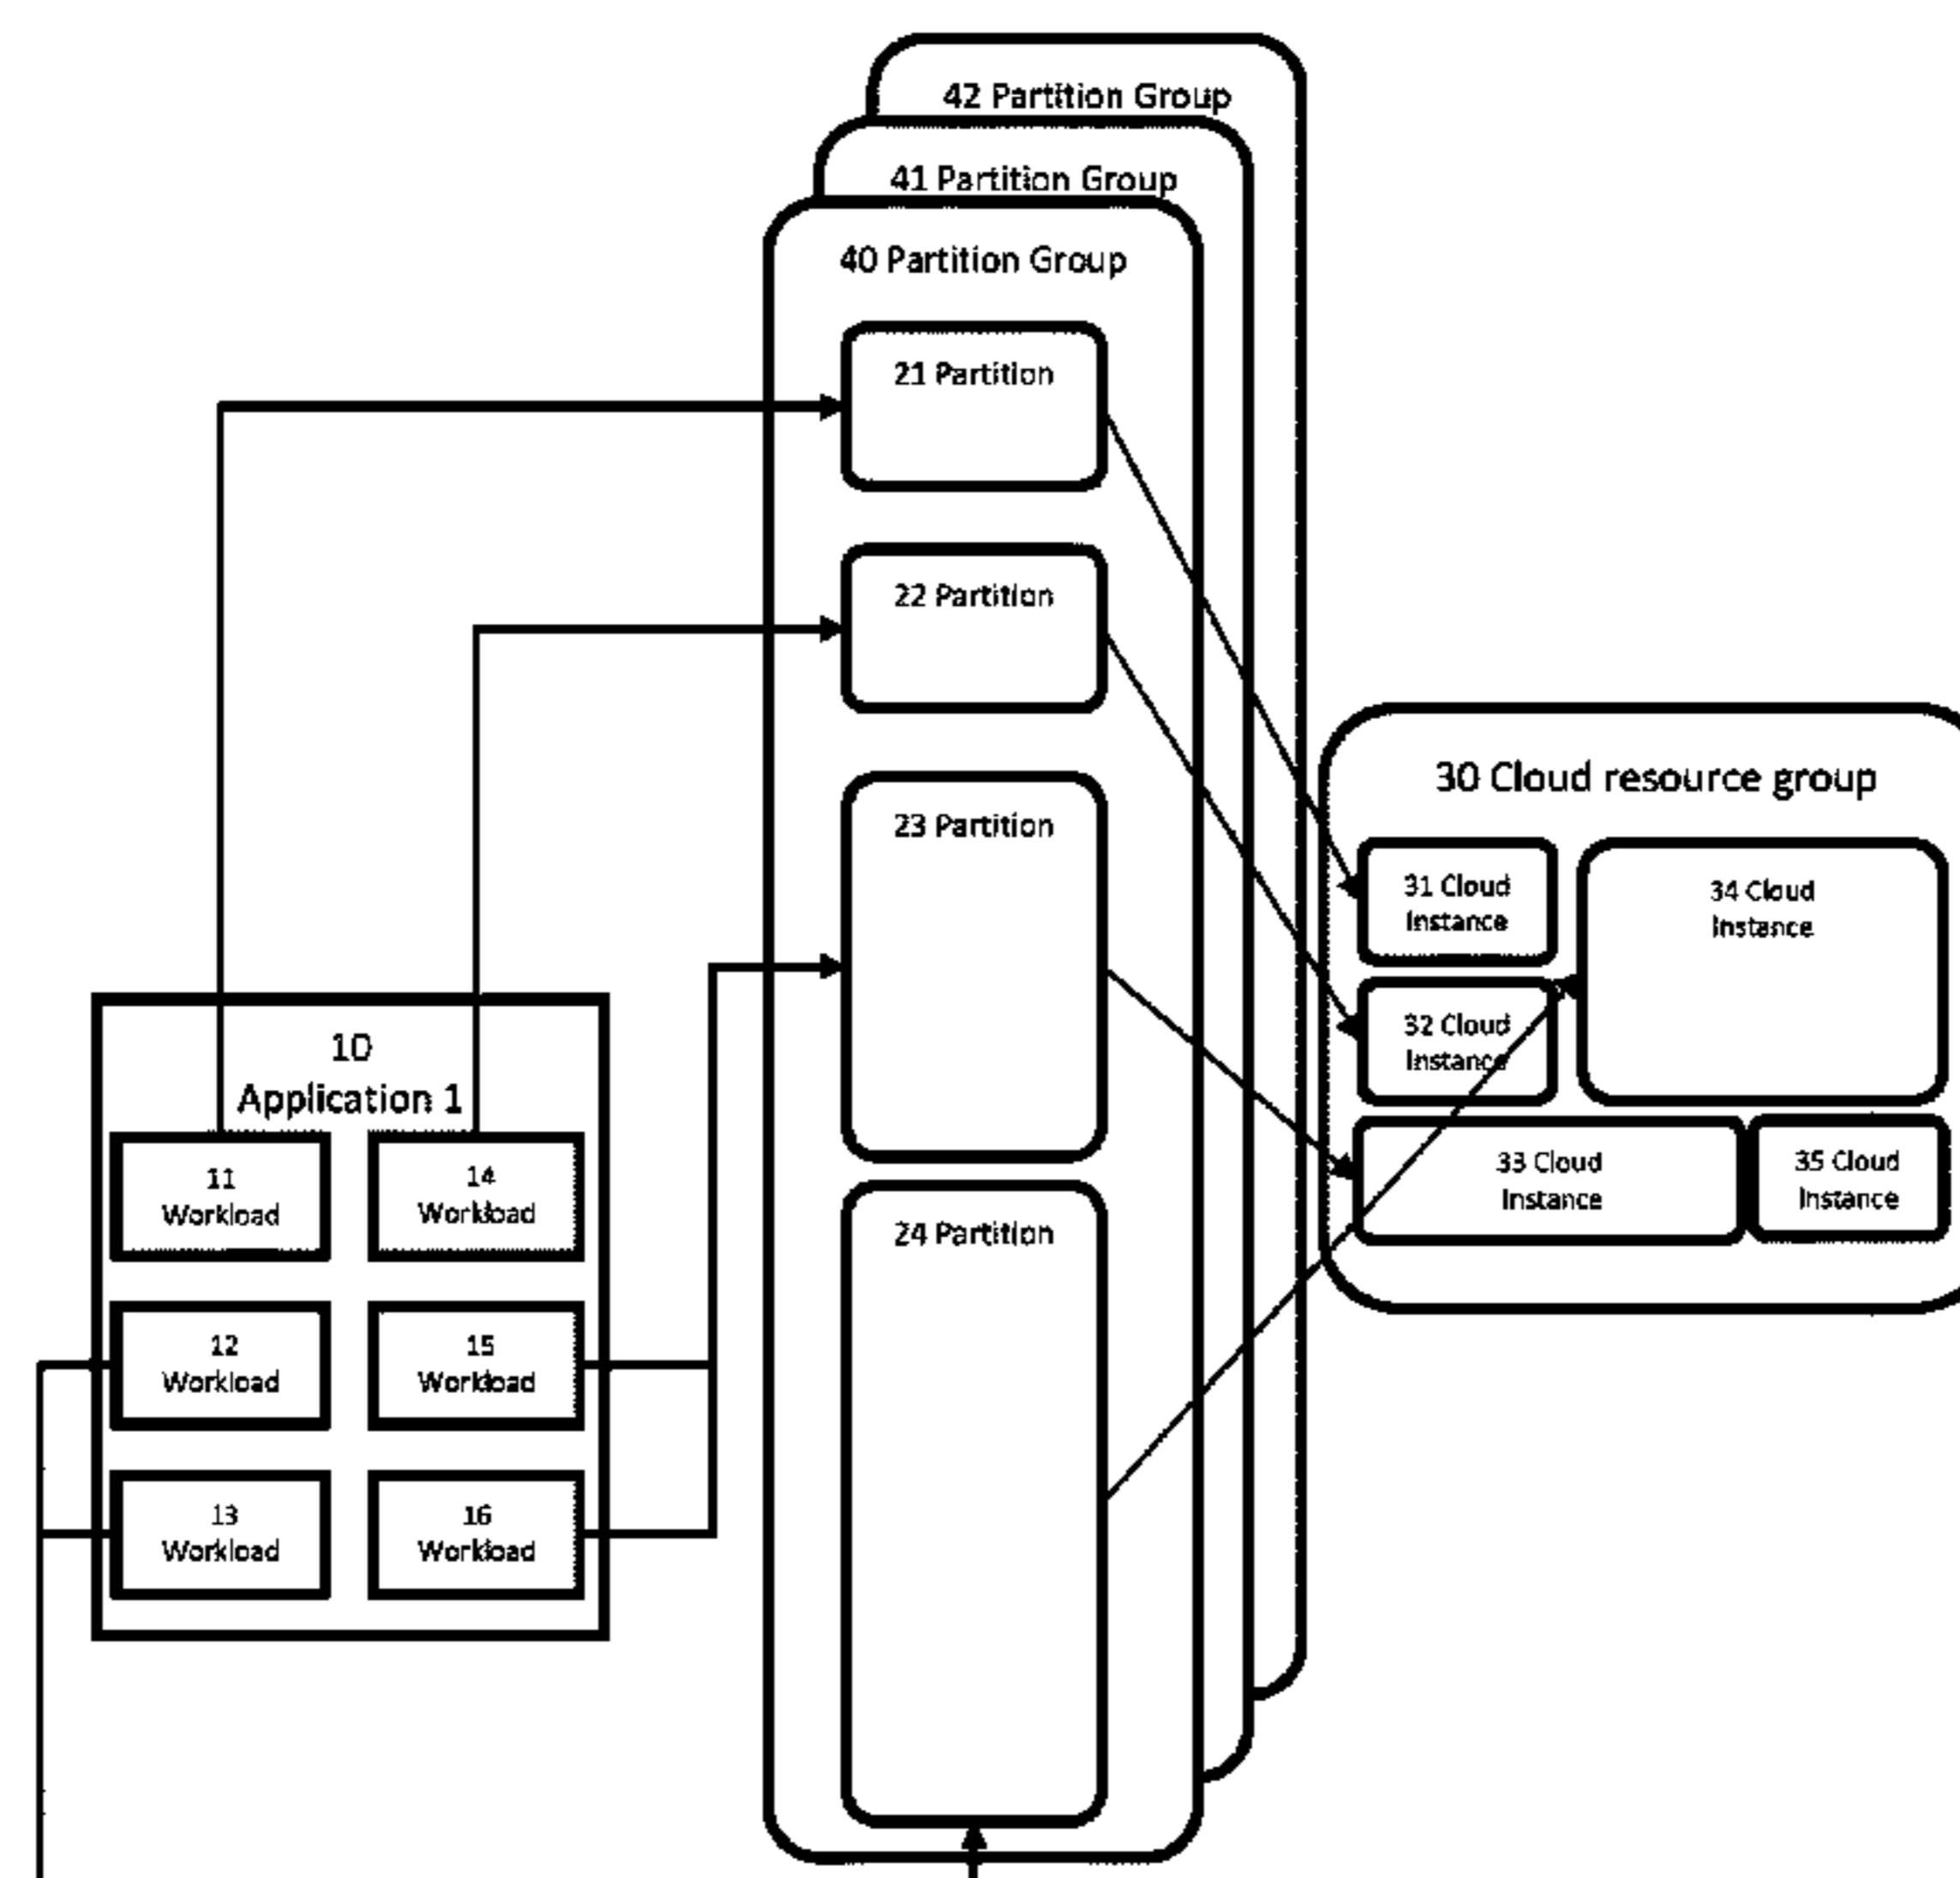 42 Partition Group
41 Partition Group
40 Partition Group
21 Partition
22 Partition
23 Partition
24 Partition
10
Application 1
11
Workload
14
Workload
12
Workload
15
Workload
13
Workload
16
Workload
30 Cloud resource group
31 Cloud
Instance
34 Cloud
Instance
32 Cloud
Instance
33 Cloud
Instance
35 Cloud
Instance